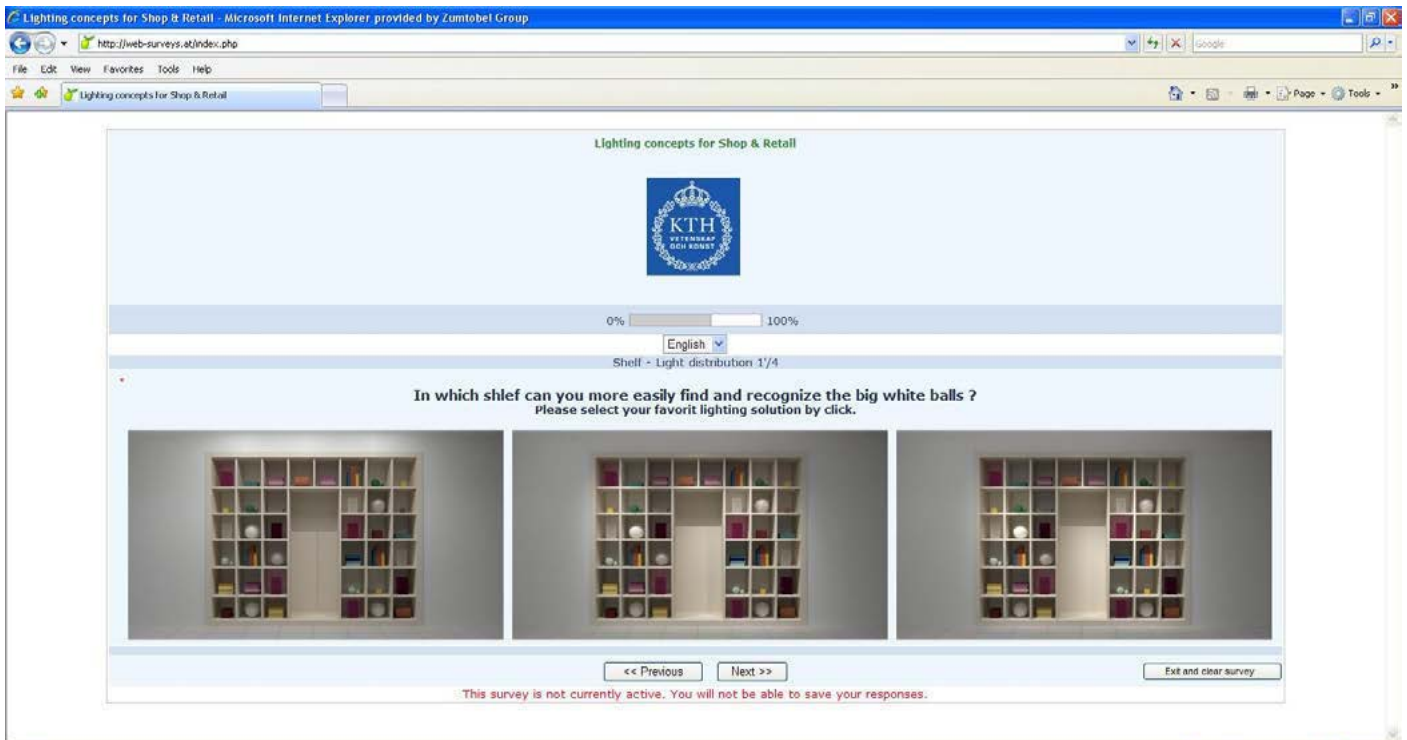 Lighting concepts for Shop & Retail - Microsoft Internet Explorer provided by Zumtobel Group
http://web-surveys.at/index.php
Google
File Edit View Favorites Tools Help
Lighting concepts for Shop & Retail
Page Tools
Lighting concepts for Shop & Retail
KTH
VETENSKAP
OCH KONST
0% 100%
English
Shelf - Light distribution 1'/4
*
In which shlef can you more easily find and recognize the big white balls ?
Please select your favorit lighting solution by click.
<< Previous Next >> Exit and clear survey
This survey is not currently active. You will not be able to save your responses.